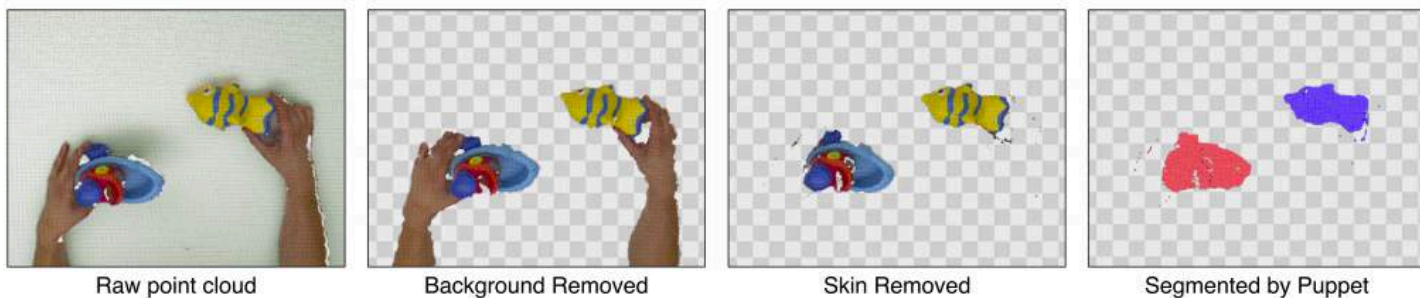 Raw point cloud
Background Removed
Skin Removed
Segmented by Puppet